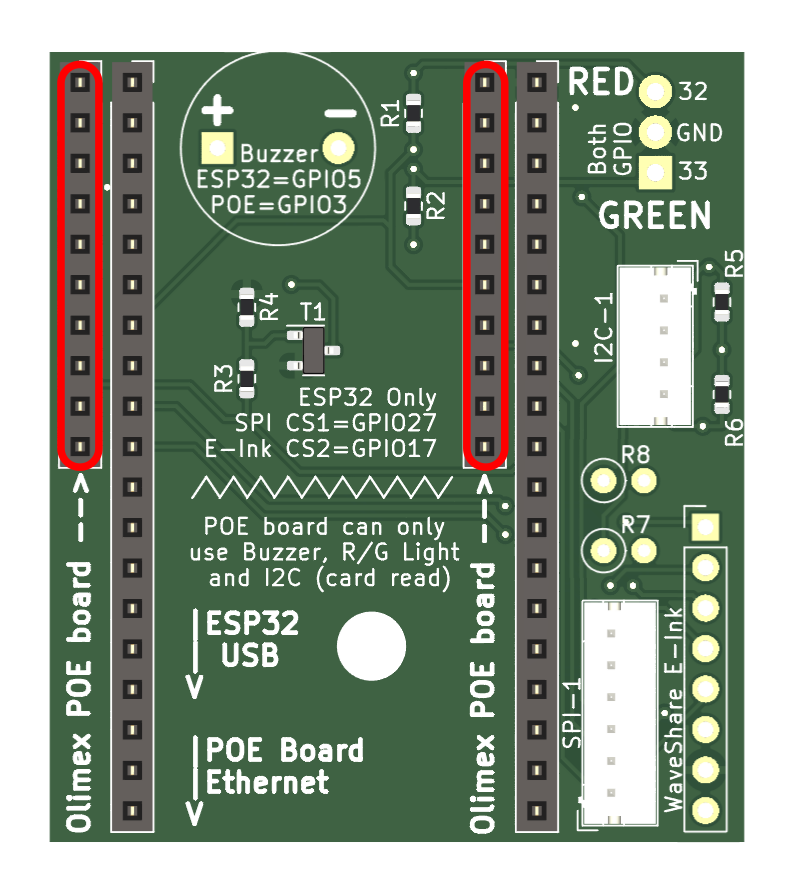 RED
32
+
-
R1
Both
GPIO
GND
Buzzer
ESP32=GPIO5
POE=GPIO3
33
R2
GREEN
R5
I2C-1
R4
T1
R3
ESP32 Only
SPI CS1=GPIO27
E-Ink CS2=GPIO17
R6
R8
POE board can only
use Buzzer, R/G Light
and I2C (card read)
R7
Olimex POE board -->
Olimex POE board -->
ESP32
USB
POE Board
Ethernet
SPI-1
WaveShare E-Ink